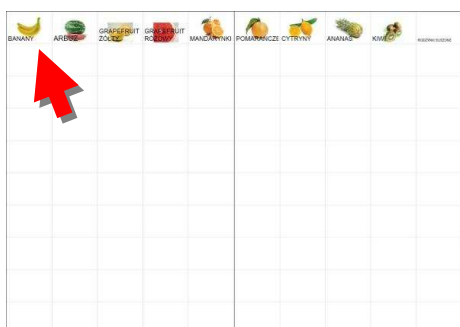 BANANY
ARBUZ
GRAPEFRUIT
ŻÓŁTY
GRAPEFRUIT
RÓŻOWY
MANDARYNKI
POMARAŃCZE
CYTRYNY
ANANAS
KIWI